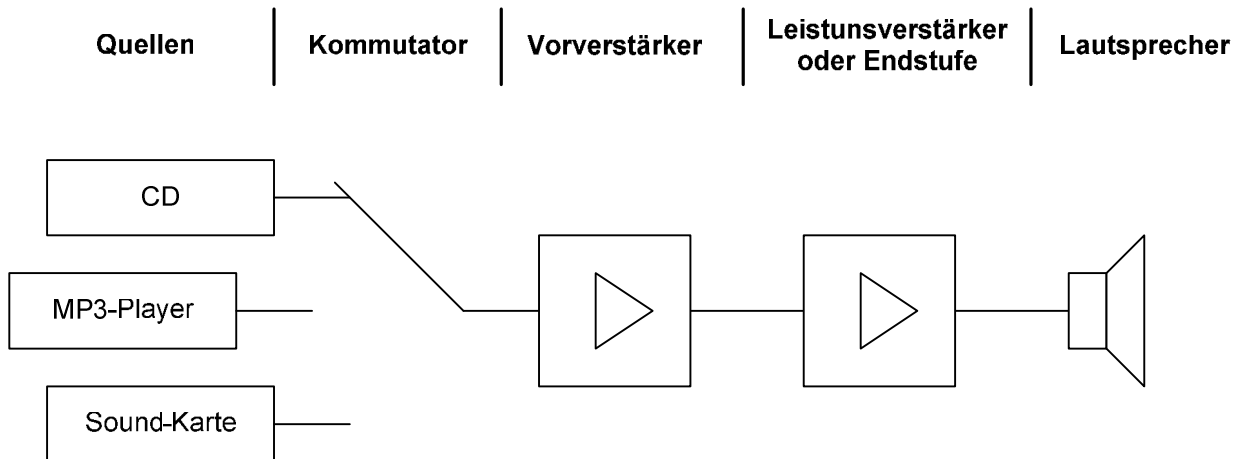 Quellen
Kommutator
Vorverstärker
Leistunsverstärker
oder Endstufe
Lautsprecher
CD
MP3-Player
Sound-Karte